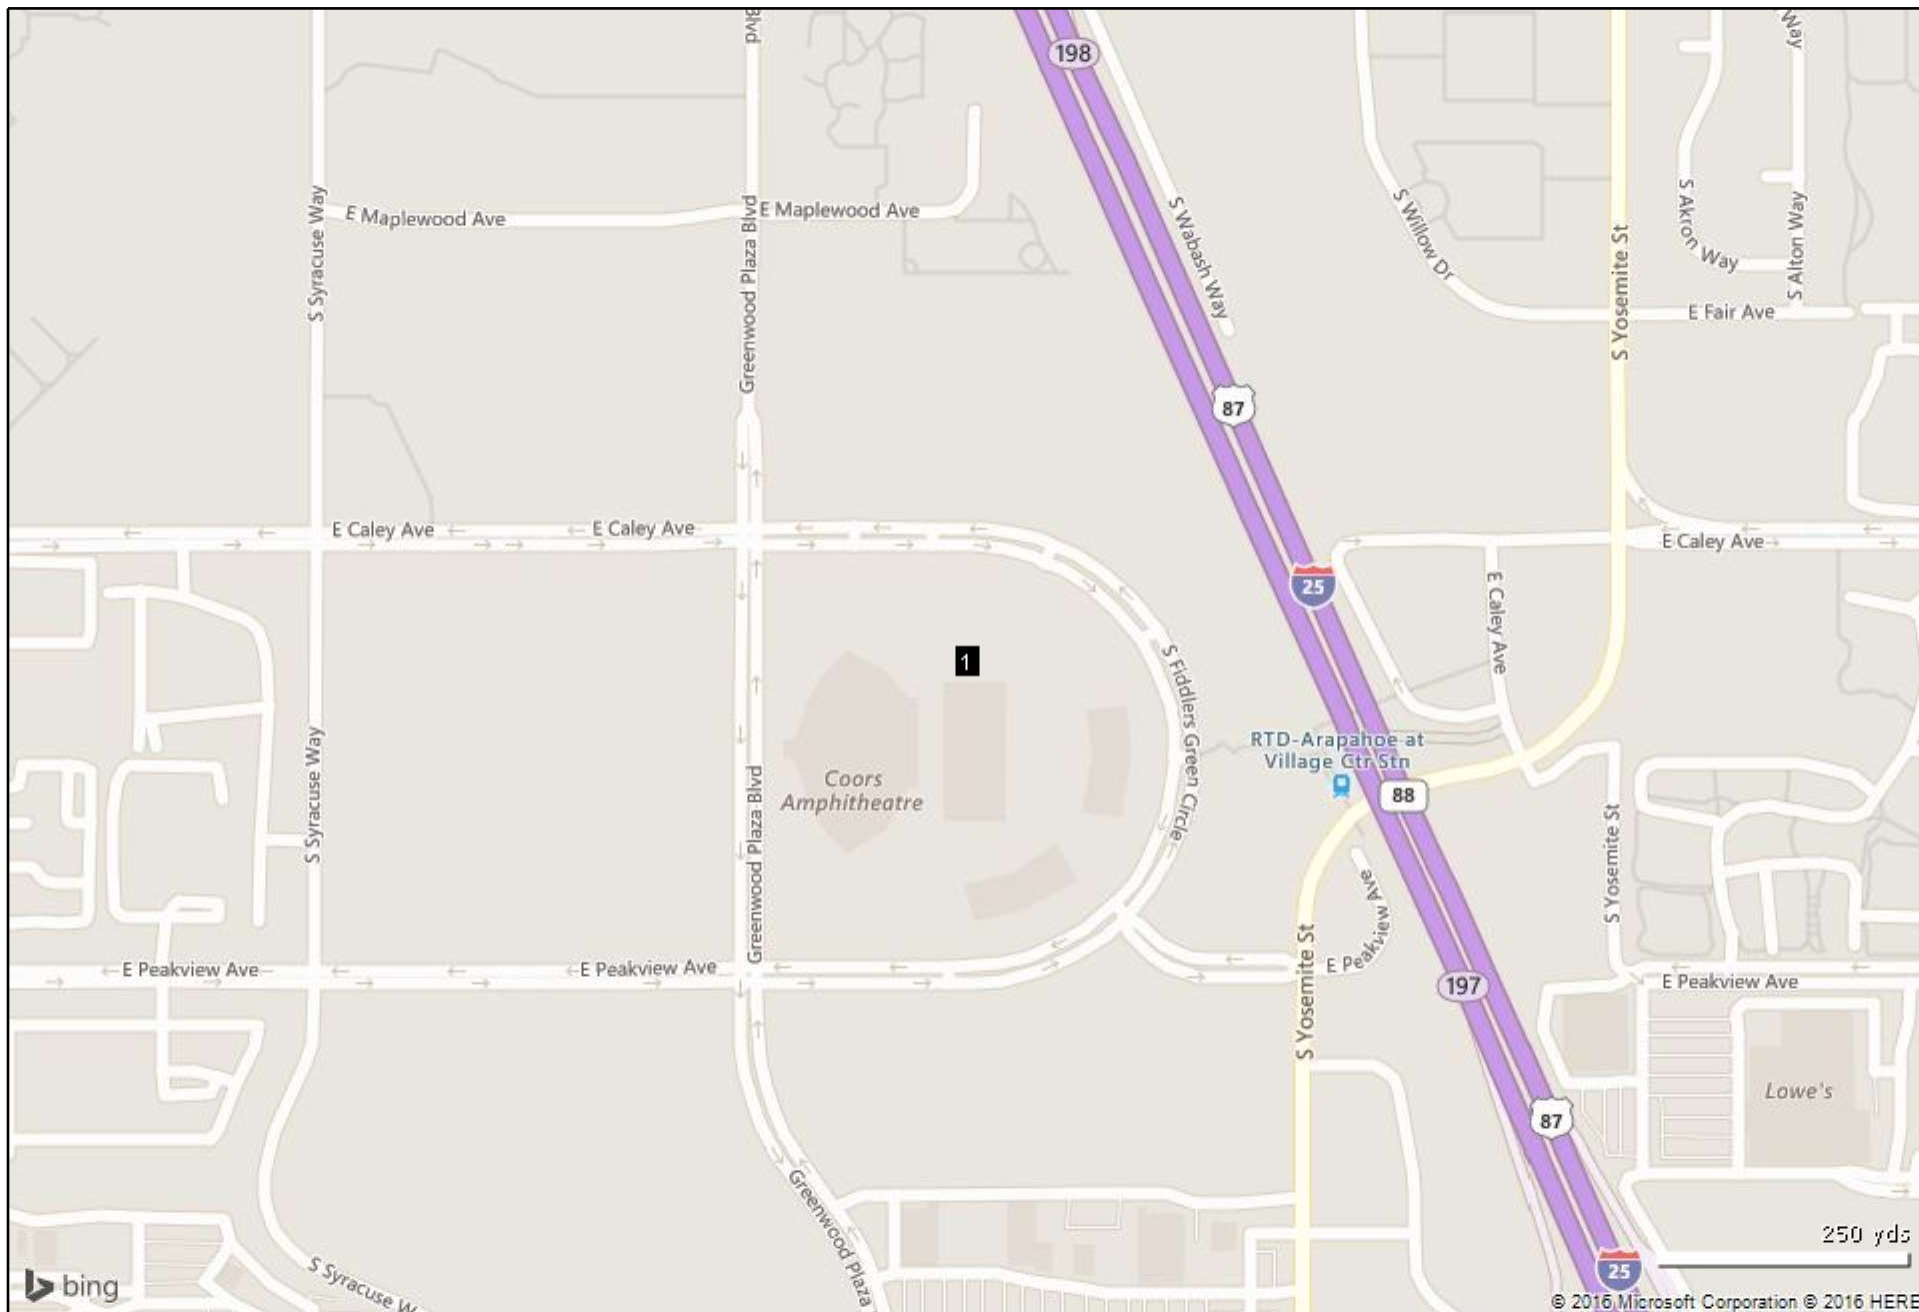 Blvd
198
Way
S Syracuse Way
E Maplewood Ave
Greenwood Plaza Blvd
E Maplewood Ave
S Wabash Way
S Willow Dr
S Yosemite St
S Akron Way
S Alton Way
E Fair Ave
87
E Caley Ave
E Caley Ave
E Caley Ave
25
E Caley Ave
1
S Fiddlers Green Circle
RTD-Arapahoe at
Village Ctr Stn
88
Coors
Amphitheatre
S Syracuse Way
Greenwood Plaza Blvd
S Yosemite St
E Peakview Ave
E Peakview Ave
E Peakview Ave
S Yosemite St
197
E Peakview Ave
Lowe's
87
Greenwood Plaza
S Syracuse W
250 yds
25
bing
© 2016 Microsoft Corporation © 2016 HERE